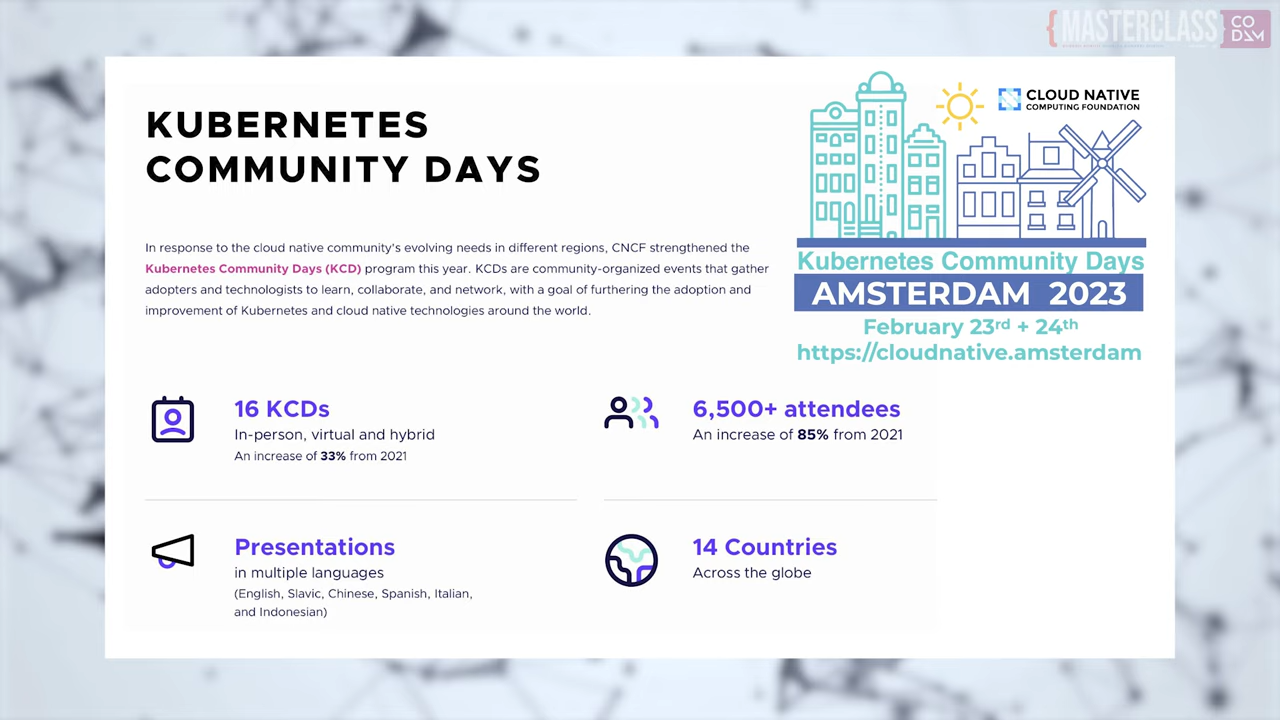 {MASTERCLASS
CO
D∀M
KUBERNETES
COMMUNITY DAYS
CLOUD NATIVE
COMPUTING FOUNDATION
In response to the cloud native community's evolving needs in different regions, CNCF strengthened the
Kubernetes Community Days (KCD) program this year. KCDs are community-organized events that gather
adopters and technologists to learn, collaborate, and network, with a goal of furthering the adoption and
improvement of Kubernetes and cloud native technologies around the world.
Kubernetes Community Days
AMSTERDAM 2023
February 23rd + 24th
https://cloudnative.amsterdam
16 KCDs
In-person, virtual and hybrid
An increase of 33% from 2021
6,500+ attendees
An increase of 85% from 2021
Presentations
in multiple languages
(English, Slavic, Chinese, Spanish, Italian,
and Indonesian)
14 Countries
Across the globe